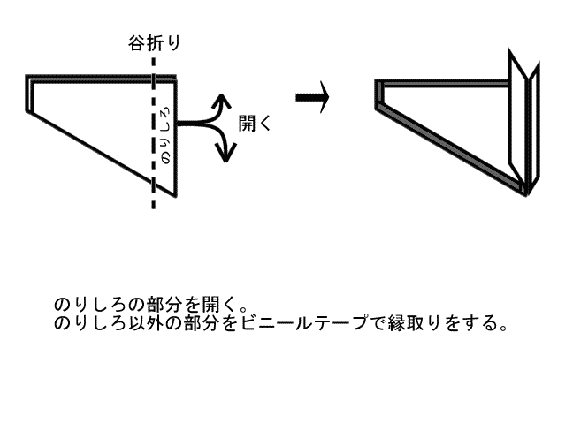 谷折り
のりしろ
開く
のりしろの部分を開く。
のりしろ以外の部分をビニールテープで縁取りをする。